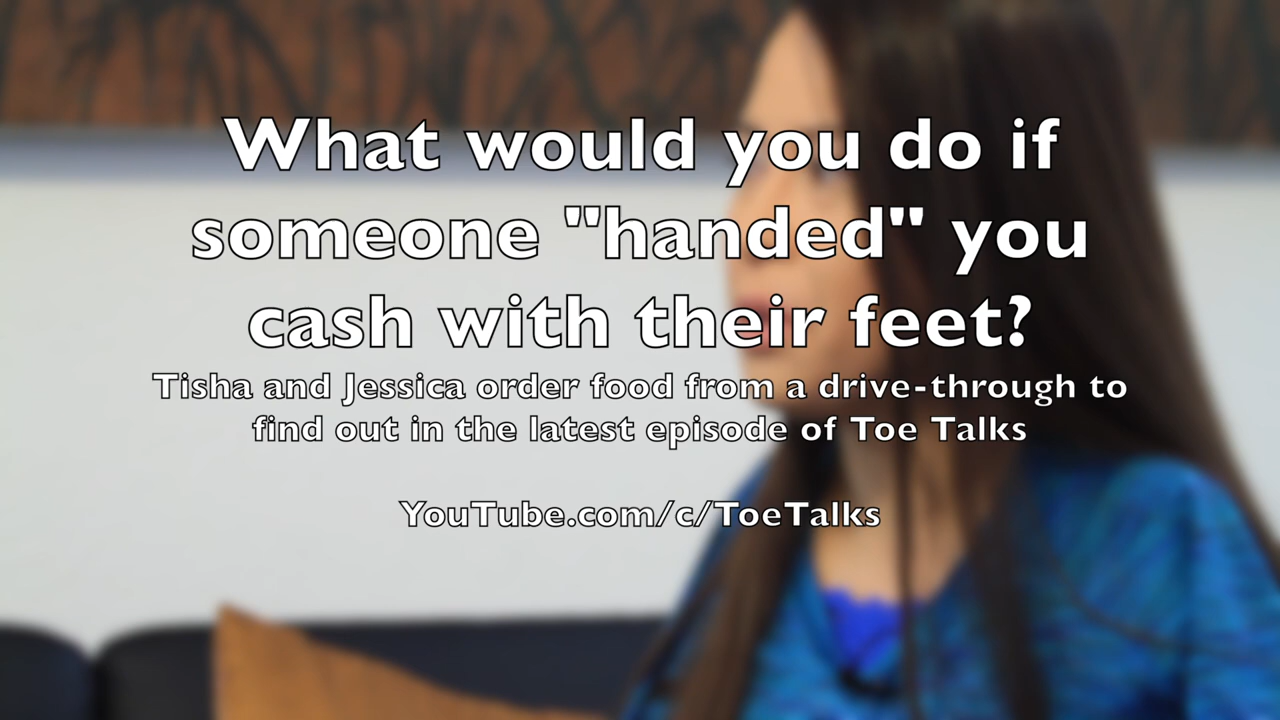 What would you do if
someone "handed" you
cash with their feet?
Tisha and Jessica order food from a drive-through to
find out in the latest episode of Toe Talks
YouTube.com/c/ToeTalks